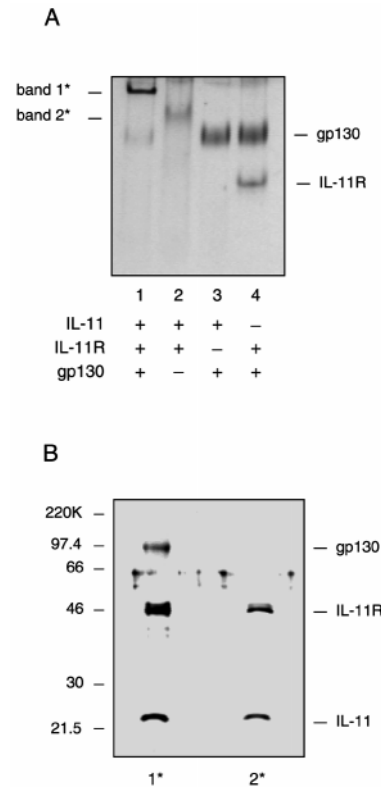 A
band 1* –
band 2* –
– gp130
– IL-11R
1 2 3 4
IL-11 + + + –
IL-11R + + – +
gp130 + – + +
B
220K –
97.4 –
66 –
46 –
30 –
21.5 –
– gp130
– IL-11R
– IL-11
1* 2*